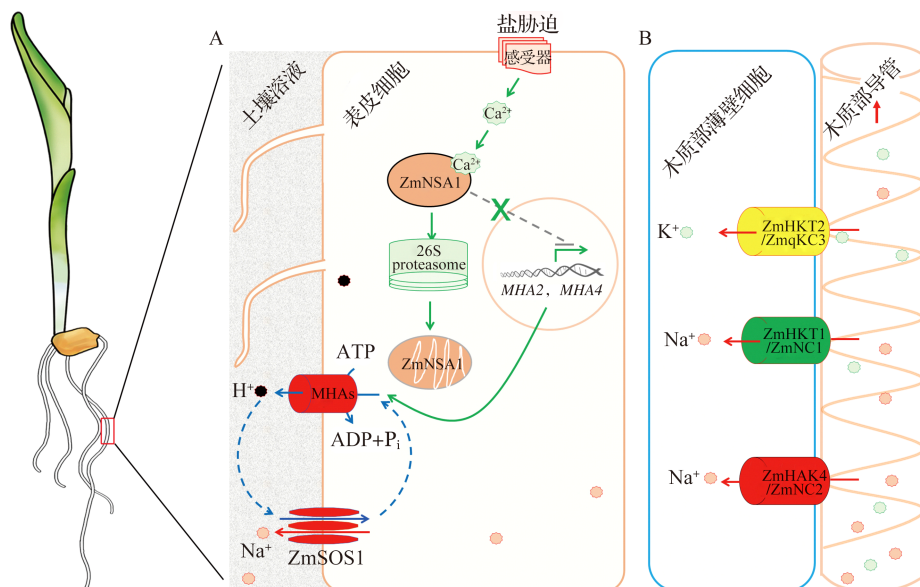 A
盐胁迫
感受器
土壤溶液
表皮细胞
Ca²⁺
Ca²⁺
ZmNSA1
26S
proteasome
MHA2、MHA4
ZmNSA1
ATP
H⁺
MHAs
ADP+Pᵢ
Na⁺
ZmSOS1
B
木质部薄壁细胞
木质部导管
K⁺
ZmHKT2
/ZmqKC3
Na⁺
ZmHKT1
/ZmNC1
Na⁺
ZmHAK4
/ZmNC2